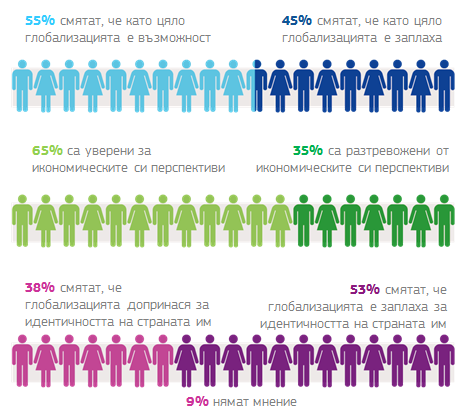 55% смятат, че като цяло
глобализацията е възможност
45% смятат, че като цяло
глобализацията е заплаха
65% са уверени за
икономическите си перспективи
35% са разтревожени от
икономическите си перспективи
38% смятат, че
глобализацията допринася за
идентичността на страната им
53% смятат, че
глобализацията е заплаха за
идентичността на страната им
9% нямат мнение